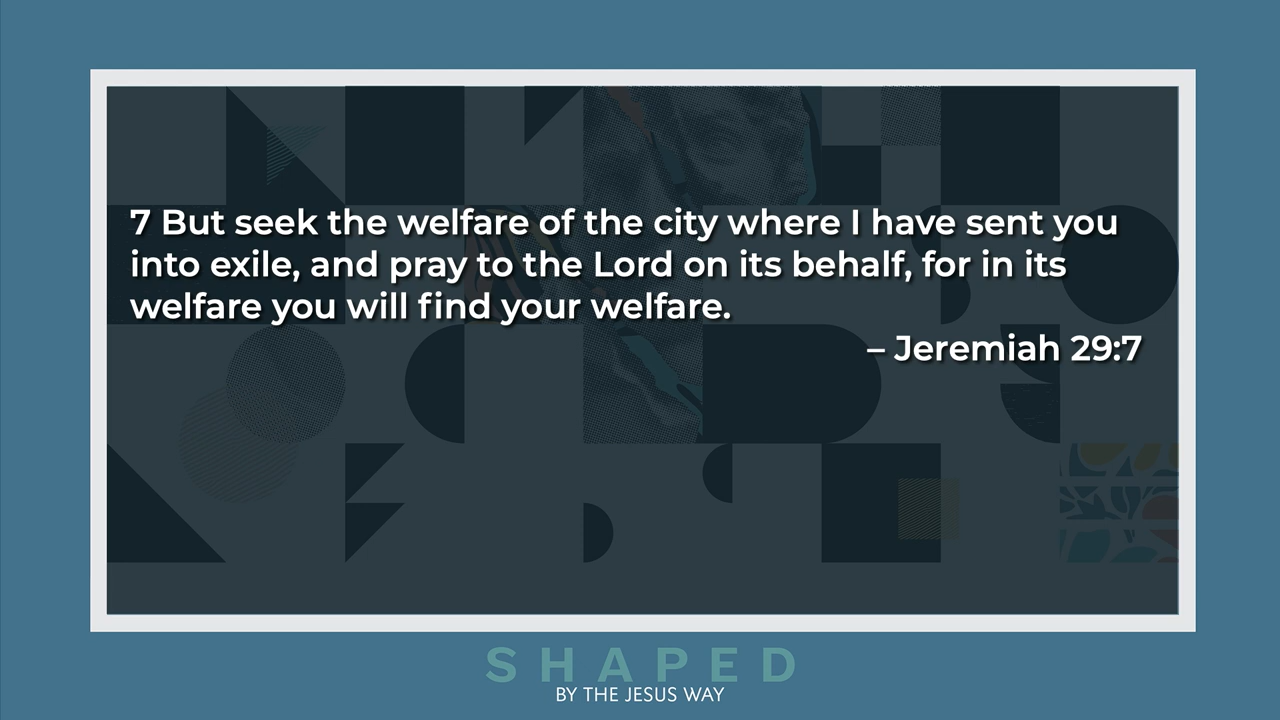 7 But seek the welfare of the city where I have sent you
into exile, and pray to the Lord on its behalf, for in its
welfare you will find your welfare.
– Jeremiah 29:7
SHAPED
BY THE JESUS WAY